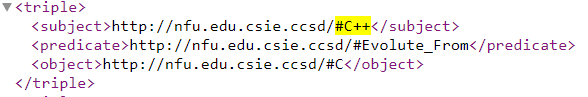 ▼<triple>
<subject>http://nfu.edu.csie.ccsd/#C++</subject>
<predicate>http://nfu.edu.csie.ccsd/#Evolute_From</predicate>
<object>http://nfu.edu.csie.ccsd/#C</object>
</triple>